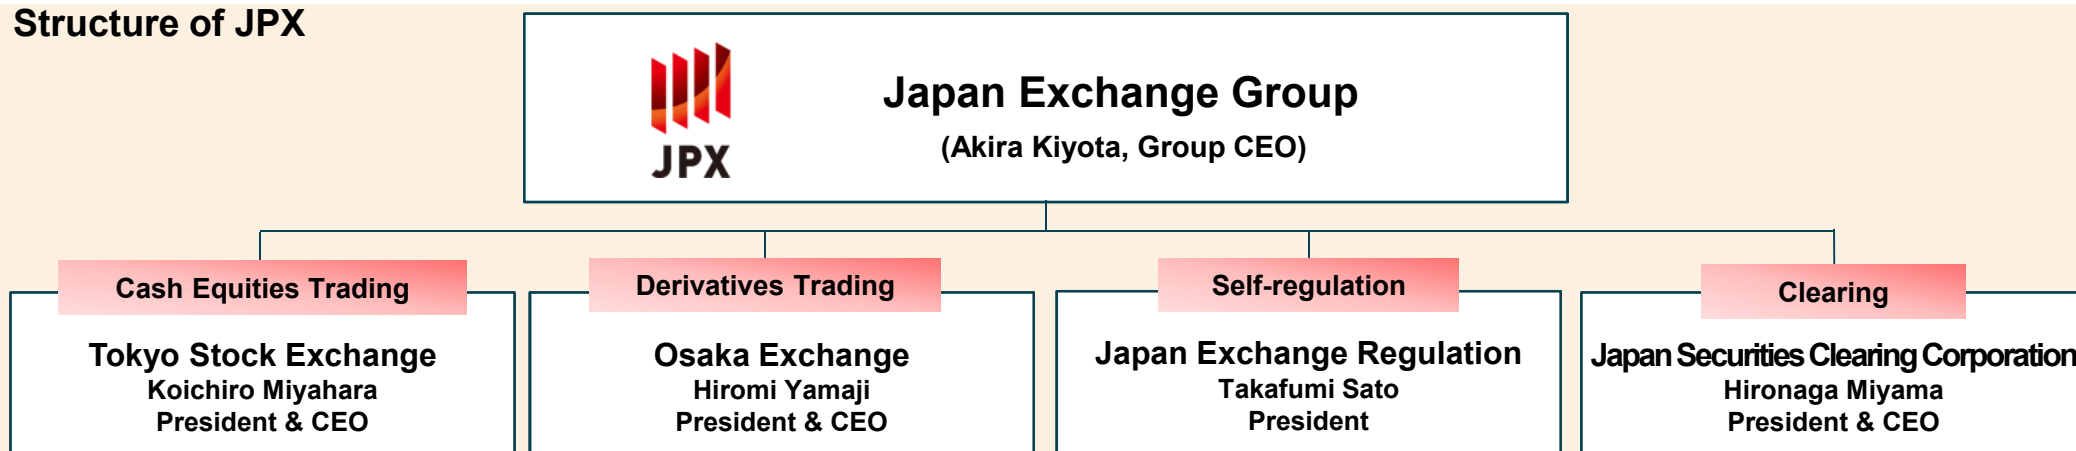 Structure of JPX
JPX
Japan Exchange Group
(Akira Kiyota, Group CEO)
Cash Equities Trading
Tokyo Stock Exchange
Koichiro Miyahara
President & CEO
Derivatives Trading
Osaka Exchange
Hiromi Yamaji
President & CEO
Self-regulation
Japan Exchange Regulation
Takafumi Sato
President
Clearing
Japan Securities Clearing Corporation
Hironaga Miyama
President & CEO